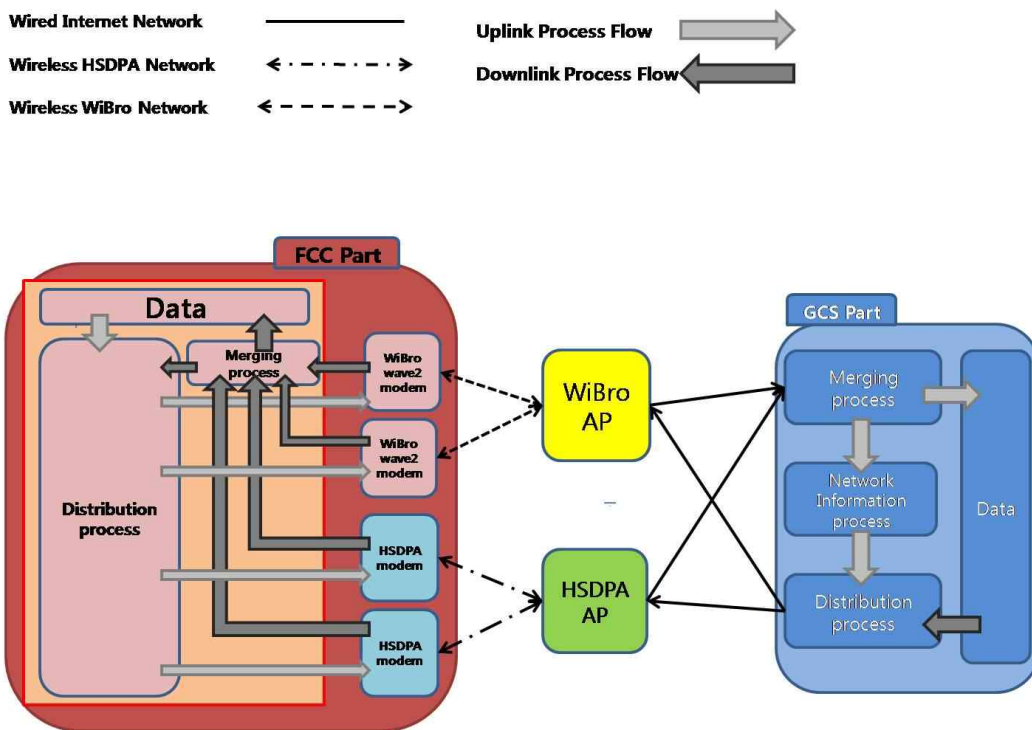 Wired Internet Network
Uplink Process Flow
Wireless HSDPA Network
Downlink Process Flow
Wireless WiBro Network
FCC Part
Data
Merging
process
WiBro
wave2
modem
WiBro
wave2
modem
Distribution
process
HSDPA
modem
HSDPA
modem
WiBro
AP
HSDPA
AP
GCS Part
Merging
process
Network
Information
process
Data
Distribution
process